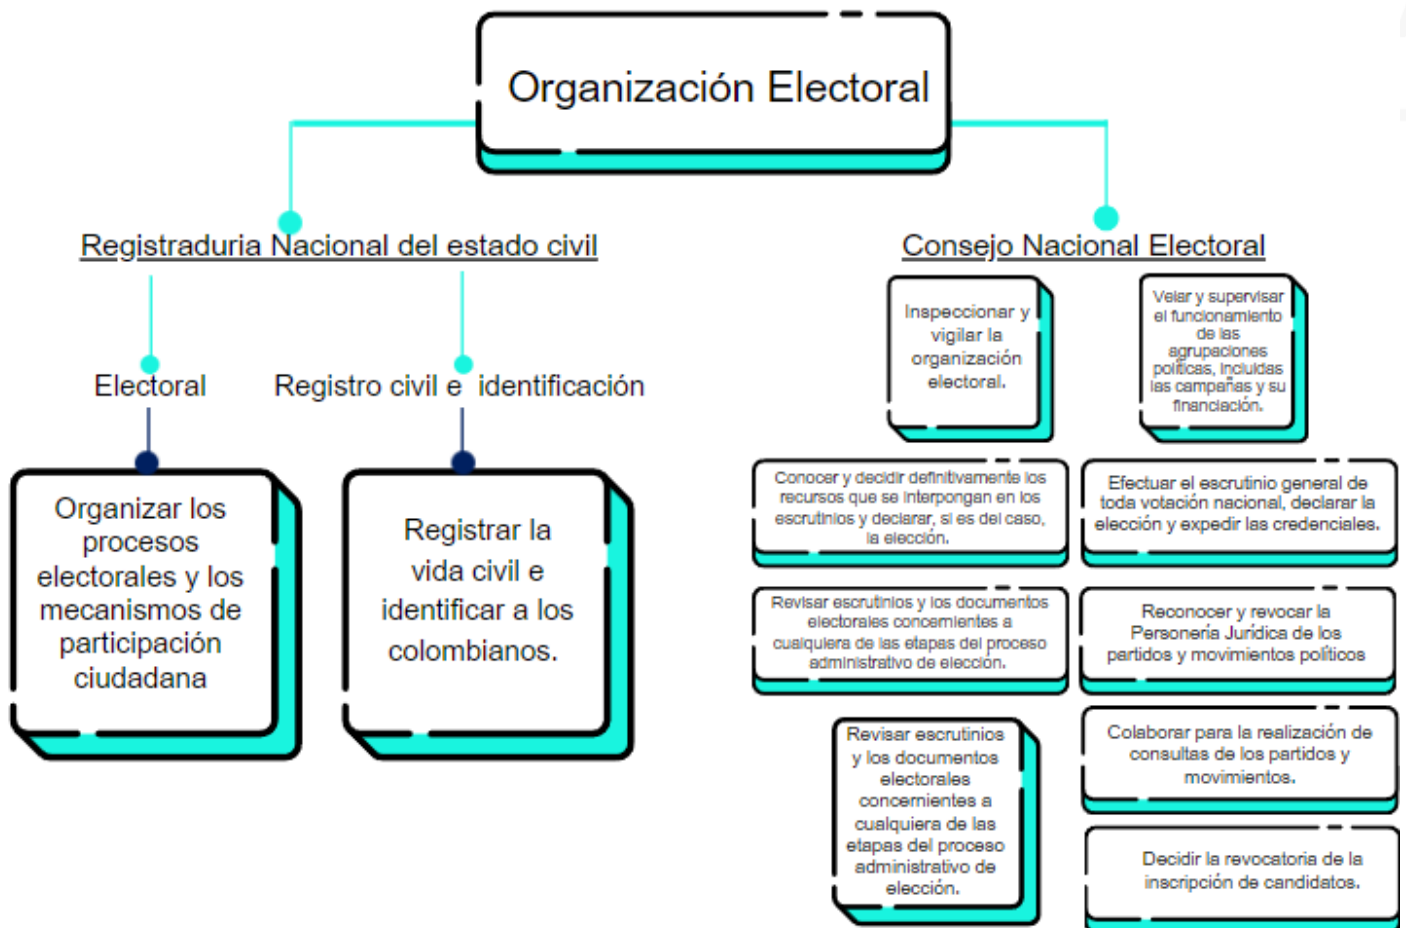 Organización Electoral
Registraduria Nacional del estado civil
Electoral
Organizar los
procesos
electorales y los
mecanismos de
participación
ciudadana
Registro civil e identificación
Registrar la
vida civil e
identificar a los
colombianos.
Consejo Nacional Electoral
Inspeccionar y
vigilar la
organización
electoral.
Velar y supervisar
el funcionamiento
de las
agrupaciones
políticas, incluidas
las campañas y su
financiación.
Conocer y decidir definitivamente los
recursos que se interpongan en los
escrutinios y declarar, si es del caso,
la elección.
Efectuar el escrutinio general de
toda votación nacional, declarar la
elección y expedir las credenciales.
Revisar escrutinios y los documentos
electorales concernientes a
cualquiera de las etapas del proceso
administrativo de elección.
Reconocer y revocar la
Personería Jurídica de los
partidos y movimientos políticos
Revisar escrutinios
y los documentos
electorales
concernientes a
cualquiera de las
etapas del proceso
administrativo de
elección.
Colaborar para la realización de
consultas de los partidos y
movimientos.
Decidir la revocatoria de la
inscripción de candidatos.